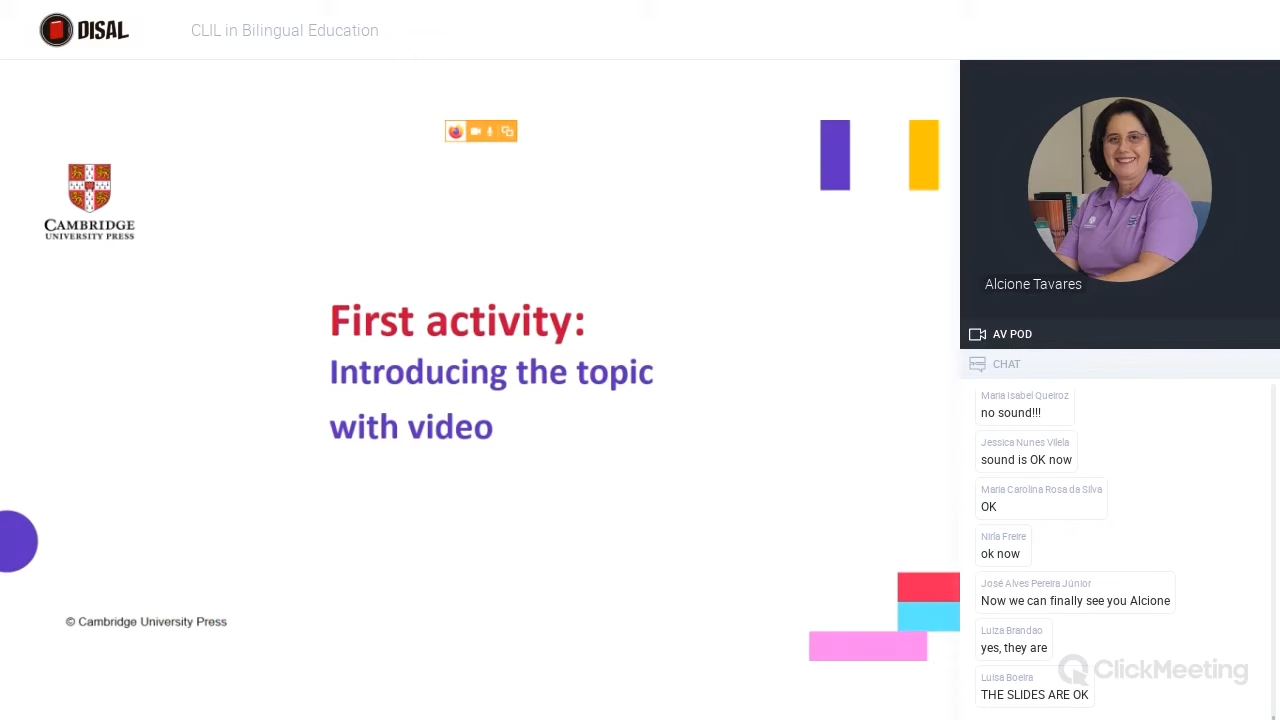 DISAL
CLIL in Bilingual Education
CAMBRIDGE
UNIVERSITY PRESS
First activity:
Introducing the topic
with video
© Cambridge University Press
Alcione Tavares
AV POD
CHAT
Maria Isabel Queiroz
no sound!!!
Jessica Nunes Vilela
sound is OK now
Maria Carolina Rosa da Silva
OK
Nirla Freire
ok now
José Alves Pereira Júnior
Now we can finally see you Alcione
Luiza Brandao
yes, they are
Luisa Boeira
THE SLIDES ARE OK
ClickMeeting